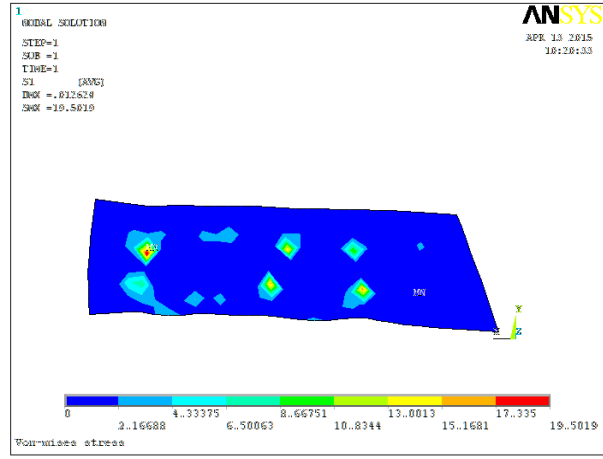 1
NODAL SOLUTION
STEP=1
SUB =1
TIME=1
S1 (AVG)
DMX =.012624
SMX =19.5019
ANSYS
APR 13 2015
10:20:33
MX
MN
Y
X Z
0 4.33375 8.66751 13.0013 17.335
2.16688 6.50063 10.8344 15.1681 19.5019
Von-mises stress